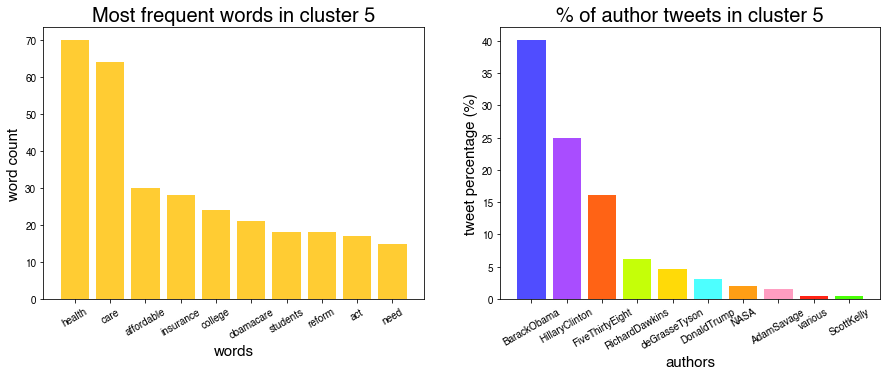 Most frequent words in cluster 5
word count
70
60
50
40
30
20
10
0
health
care
affordable
insurance
college
obamacare
students
reform
act
need
words
% of author tweets in cluster 5
tweet percentage (%)
40
35
30
25
20
15
10
5
0
BarackObama
HillaryClinton
FiveThirtyEight
RichardDawkins
deGrasseTyson
DonaldTrump
NASA
AdamSavage
various
ScottKelly
authors